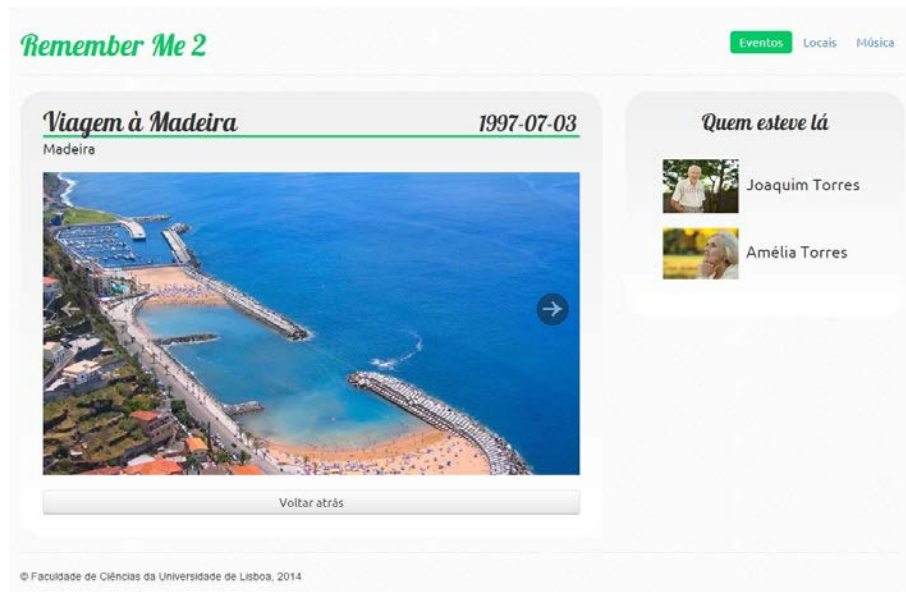 Remember Me 2
Eventos Locais Música
Viagem à Madeira 1997-07-03
Madeira
Quem esteve lá
Joaquim Torres
Amélia Torres
Voltar atrás
© Faculdade de Ciências da Universidade de Lisboa, 2014